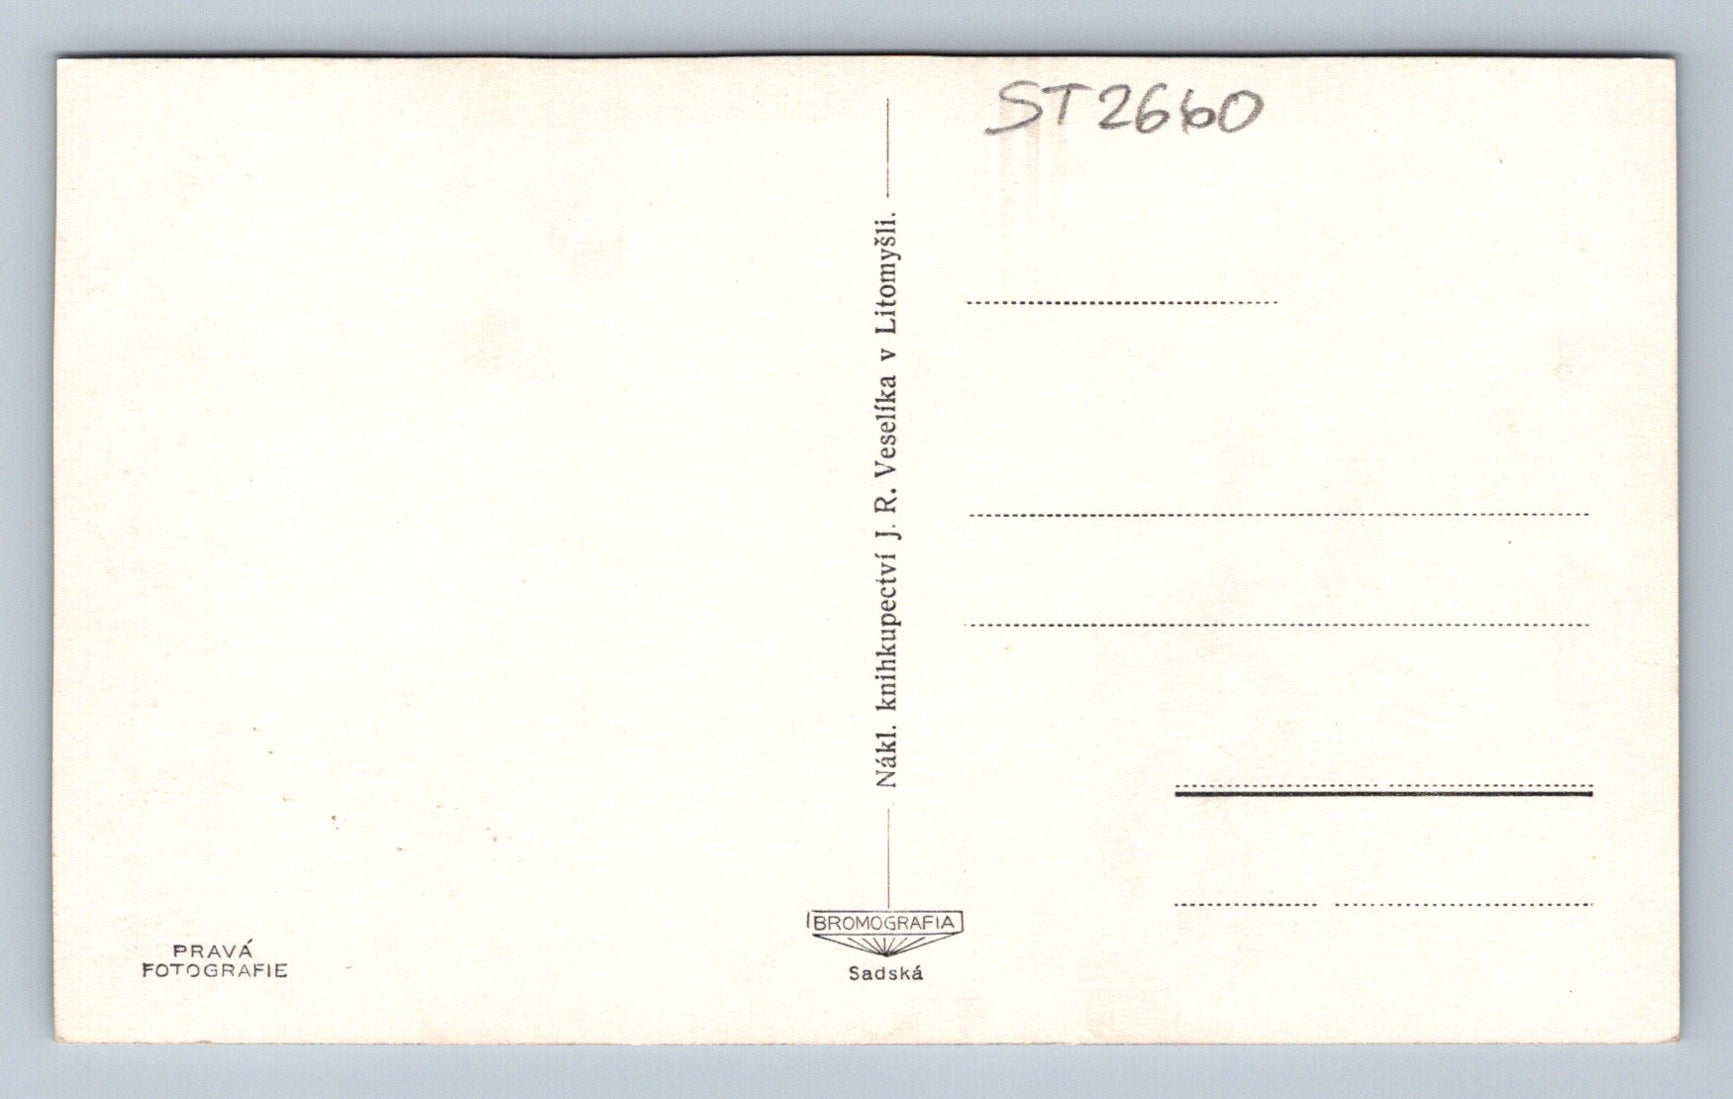 ST2660
Nákl. knihkupectví J. R. Veselíka v Litomyšli.
PRAVÁ
FOTOGRAFIE
BROMOGRAFIA
Sadská